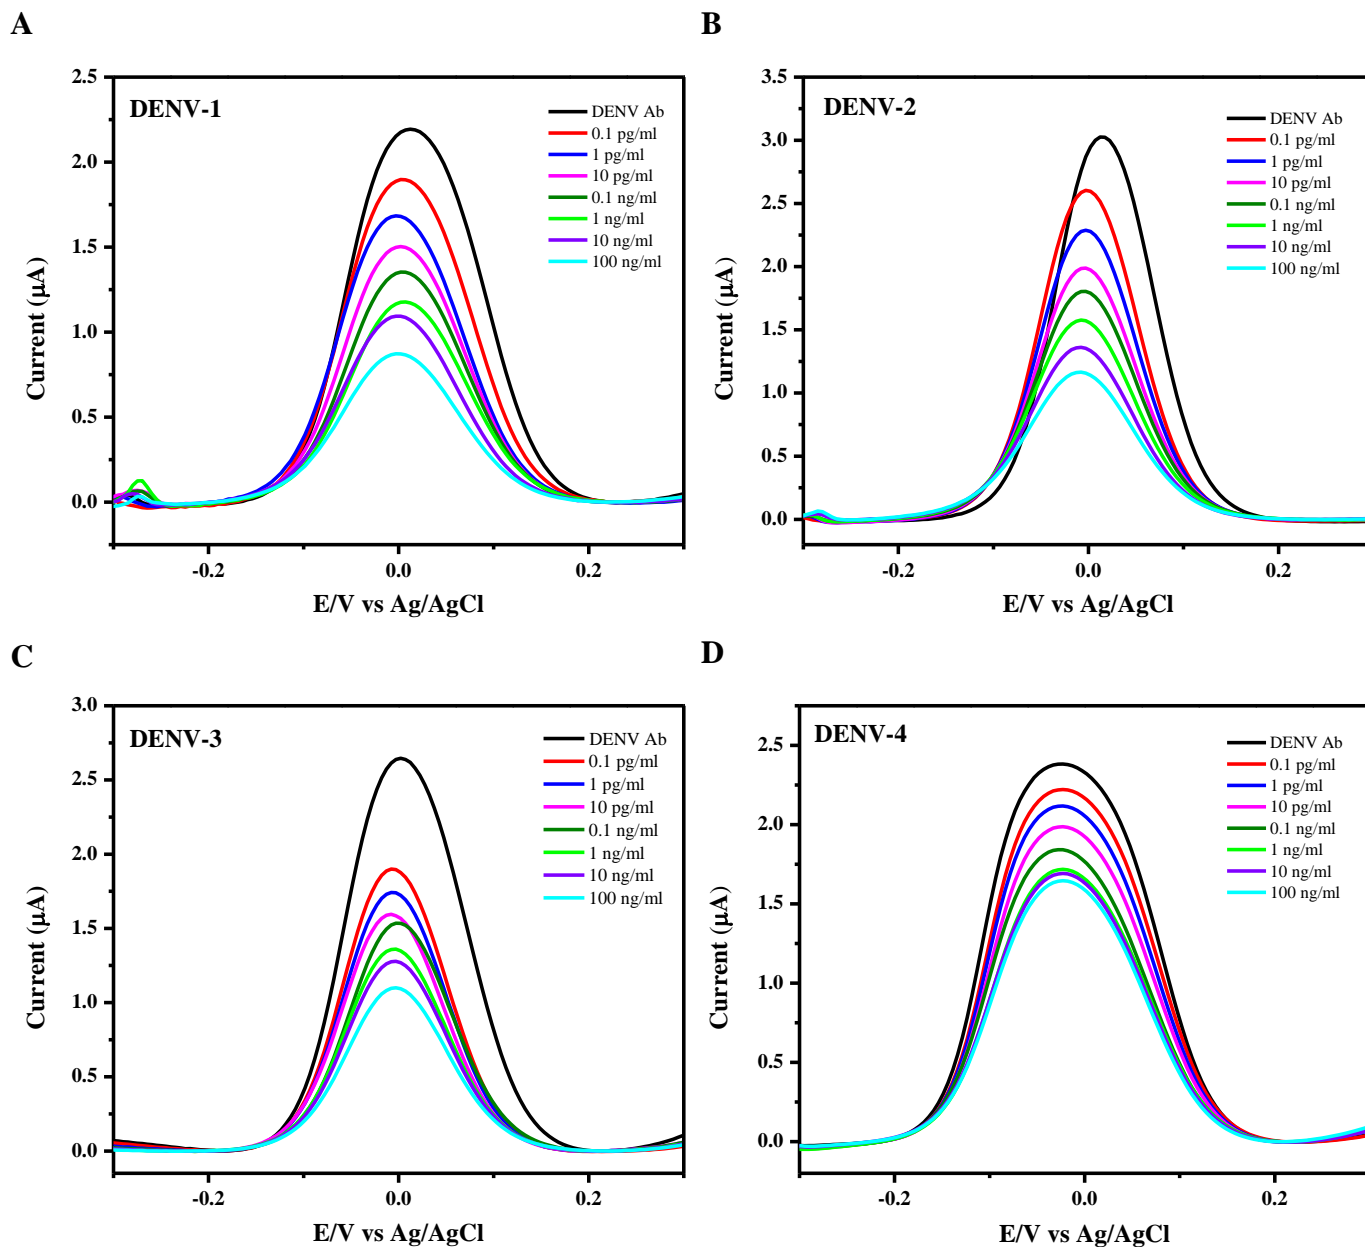 A
DENV-1
DENV Ab
0.1 pg/ml
1 pg/ml
10 pg/ml
0.1 ng/ml
1 ng/ml
10 ng/ml
100 ng/ml
2.5
2.0
1.5
1.0
0.5
0.0
Current (μA)
-0.2
0.0
0.2
E/V vs Ag/AgCl
B
DENV-2
DENV Ab
0.1 pg/ml
1 pg/ml
10 pg/ml
0.1 ng/ml
1 ng/ml
10 ng/ml
100 ng/ml
3.5
3.0
2.5
2.0
1.5
1.0
0.5
0.0
Current (μA)
-0.2
0.0
0.2
E/V vs Ag/AgCl
C
DENV-3
DENV Ab
0.1 pg/ml
1 pg/ml
10 pg/ml
0.1 ng/ml
1 ng/ml
10 ng/ml
100 ng/ml
3.0
2.5
2.0
1.5
1.0
0.5
0.0
Current (μA)
-0.2
0.0
0.2
E/V vs Ag/AgCl
D
DENV-4
DENV Ab
0.1 pg/ml
1 pg/ml
10 pg/ml
0.1 ng/ml
1 ng/ml
10 ng/ml
100 ng/ml
2.5
2.0
1.5
1.0
0.5
0.0
Current (μA)
-0.2
0.0
0.2
E/V vs Ag/AgCl